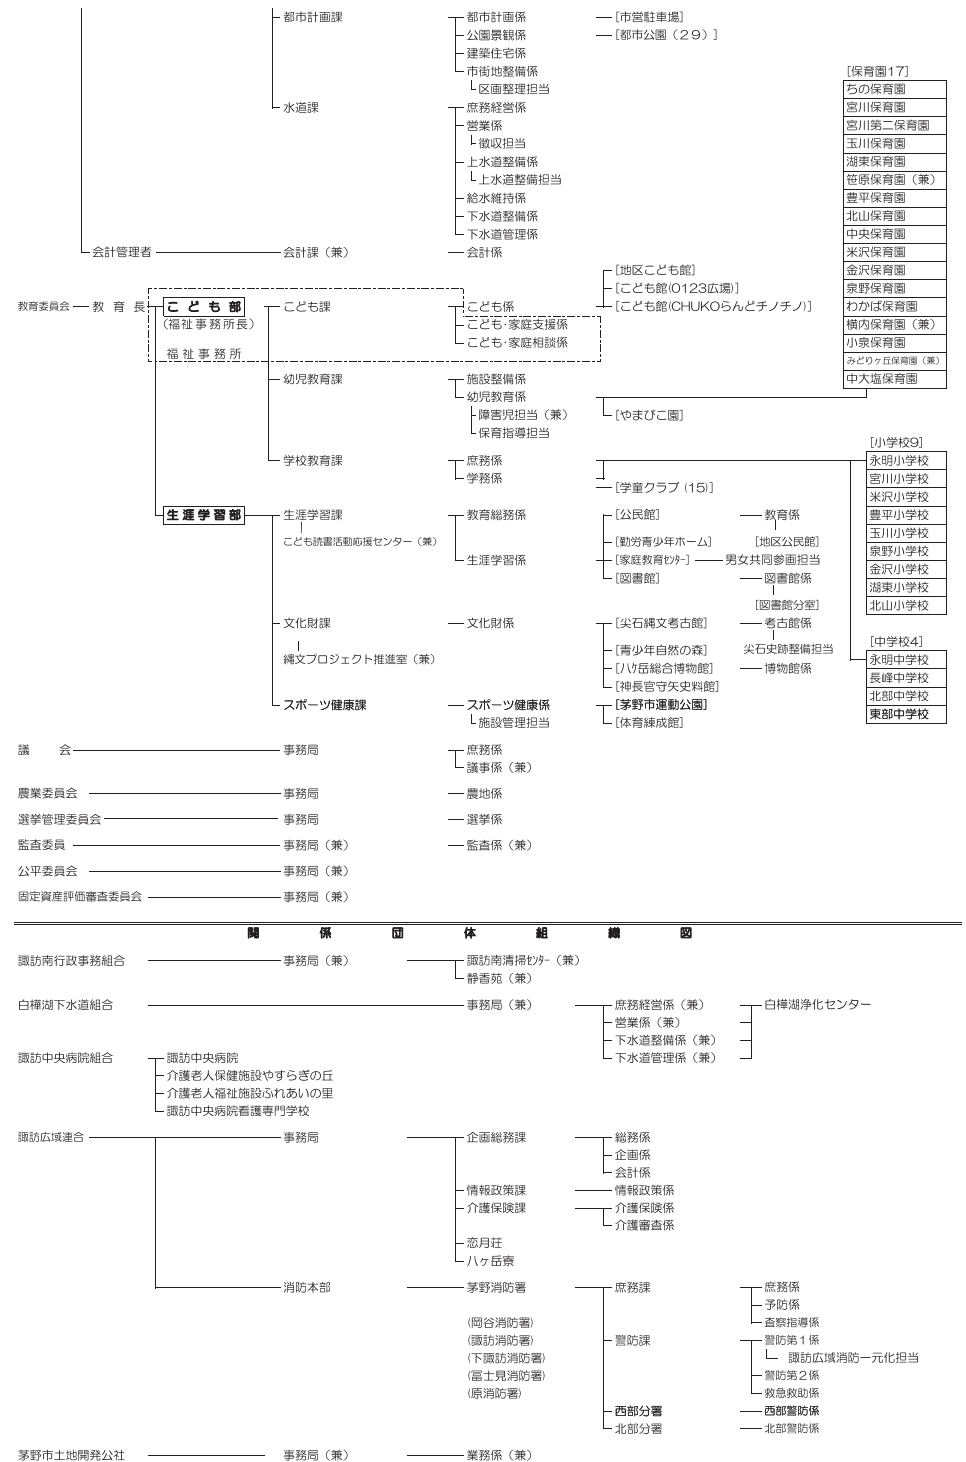 都市計画課 都市計画係 [市営駐車場]
公園景観係 [都市公園（２９）]
建築住宅係
市街地整備係 [保育園17]
区画整理担当 ちの保育園
水道課 庶務経営係 宮川保育園
営業係 宮川第二保育園
徴収担当 玉川保育園
上水道整備係 湖東保育園
上水道整備担当 笹原保育園（兼）
給水維持係 豊平保育園
下水道整備係 北山保育園
下水道管理係 中央保育園
会計管理者 会計課（兼） 会計係 米沢保育園
[地区こども館] 金沢保育園
[こども館(0123広場)] 泉野保育園
教育委員会 教育長 こども部 こども課 こども係 [こども館(CHUKOらんどチノチノ)] わかば保育園
（福祉事務所長） こども・家庭支援係 横内保育園（兼）
こども・家庭相談係 小泉保育園
福祉事務所 みどりヶ丘保育園（兼）
幼児教育課 施設整備係 中大塩保育園
幼児教育係
障害児担当（兼） [やまびこ園]
保育指導担当
[小学校9]
学校教育課 庶務係 永明小学校
学務係 宮川小学校
[学童クラブ (15)] 米沢小学校
生涯学習部 生涯学習課 教育総務係 [公民館] 教育係 豊平小学校
こども読書活動応援センター（兼） [勤労青少年ホーム] [地区公民館] 玉川小学校
生涯学習係 [家庭教育ｾﾝﾀｰ] 男女共同参画担当 泉野小学校
[図書館] 図書館係 金沢小学校
湖東小学校
[図書館分室] 北山小学校
文化財課 文化財係 [尖石縄文考古館] 考古館係
[中学校4]
縄文プロジェクト推進室（兼） [青少年自然の森] 尖石史跡整備担当 永明中学校
[八ｹ岳総合博物館] 博物館係 長峰中学校
[神長官守矢史料館] 北部中学校
スポーツ健康課 スポーツ健康係 [茅野市運動公園] 東部中学校
施設管理担当 [体育練成館]
議会 事務局 庶務係
議事係（兼）
農業委員会 事務局 農地係
選挙管理委員会 事務局 選挙係
監査委員 事務局（兼） 監査係（兼）
公平委員会 事務局（兼）
固定資産評価審査委員会 事務局（兼）
関係団体組織図
諏訪南行政事務組合 事務局（兼） 諏訪南清掃ｾﾝﾀｰ（兼）
静香苑（兼）
白樺湖下水道組合 事務局（兼） 庶務経営係（兼） 白樺湖浄化センター
営業係（兼）
下水道整備係（兼）
下水道管理係（兼）
諏訪中央病院組合 諏訪中央病院
介護老人保健施設やすらぎの丘
介護老人福祉施設ふれあいの里
諏訪中央病院看護専門学校
諏訪広域連合 事務局 企画総務課 総務係
企画係
会計係
情報政策課 情報政策係
介護保険課 介護保険係
介護審査係
恋月荘
八ヶ岳寮
消防本部 茅野消防署 庶務課 庶務係
予防係
(岡谷消防署) 査察指導係
(諏訪消防署) 警防課 警防第１係
(下諏訪消防署) 諏訪広域消防一元化担当
(富士見消防署) 警防第２係
(原消防署) 救急救助係
西部分署 西部警防係
北部分署 北部警防係
茅野市土地開発公社 事務局（兼） 業務係（兼）